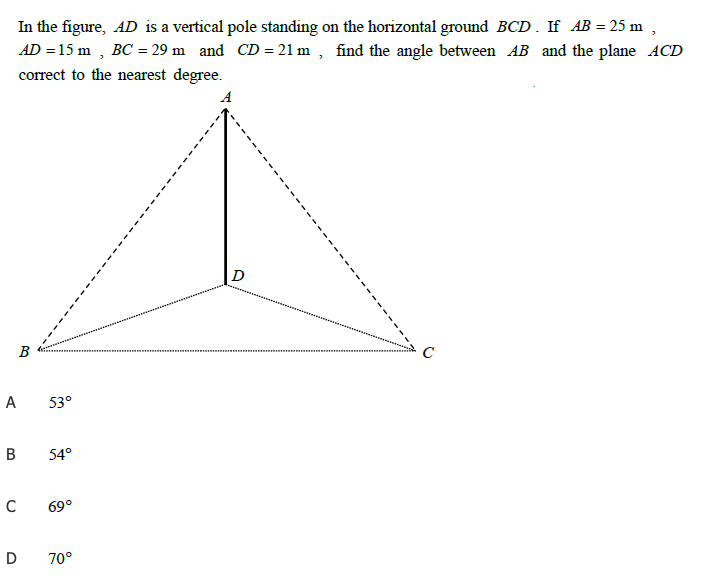 In the figure, AD is a vertical pole standing on the horizontal ground BCD. If AB = 25 m ,
AD = 15 m , BC = 29 m and CD = 21 m , find the angle between AB and the plane ACD
correct to the nearest degree.
A
D
B
C
A 53°
B 54°
C 69°
D 70°